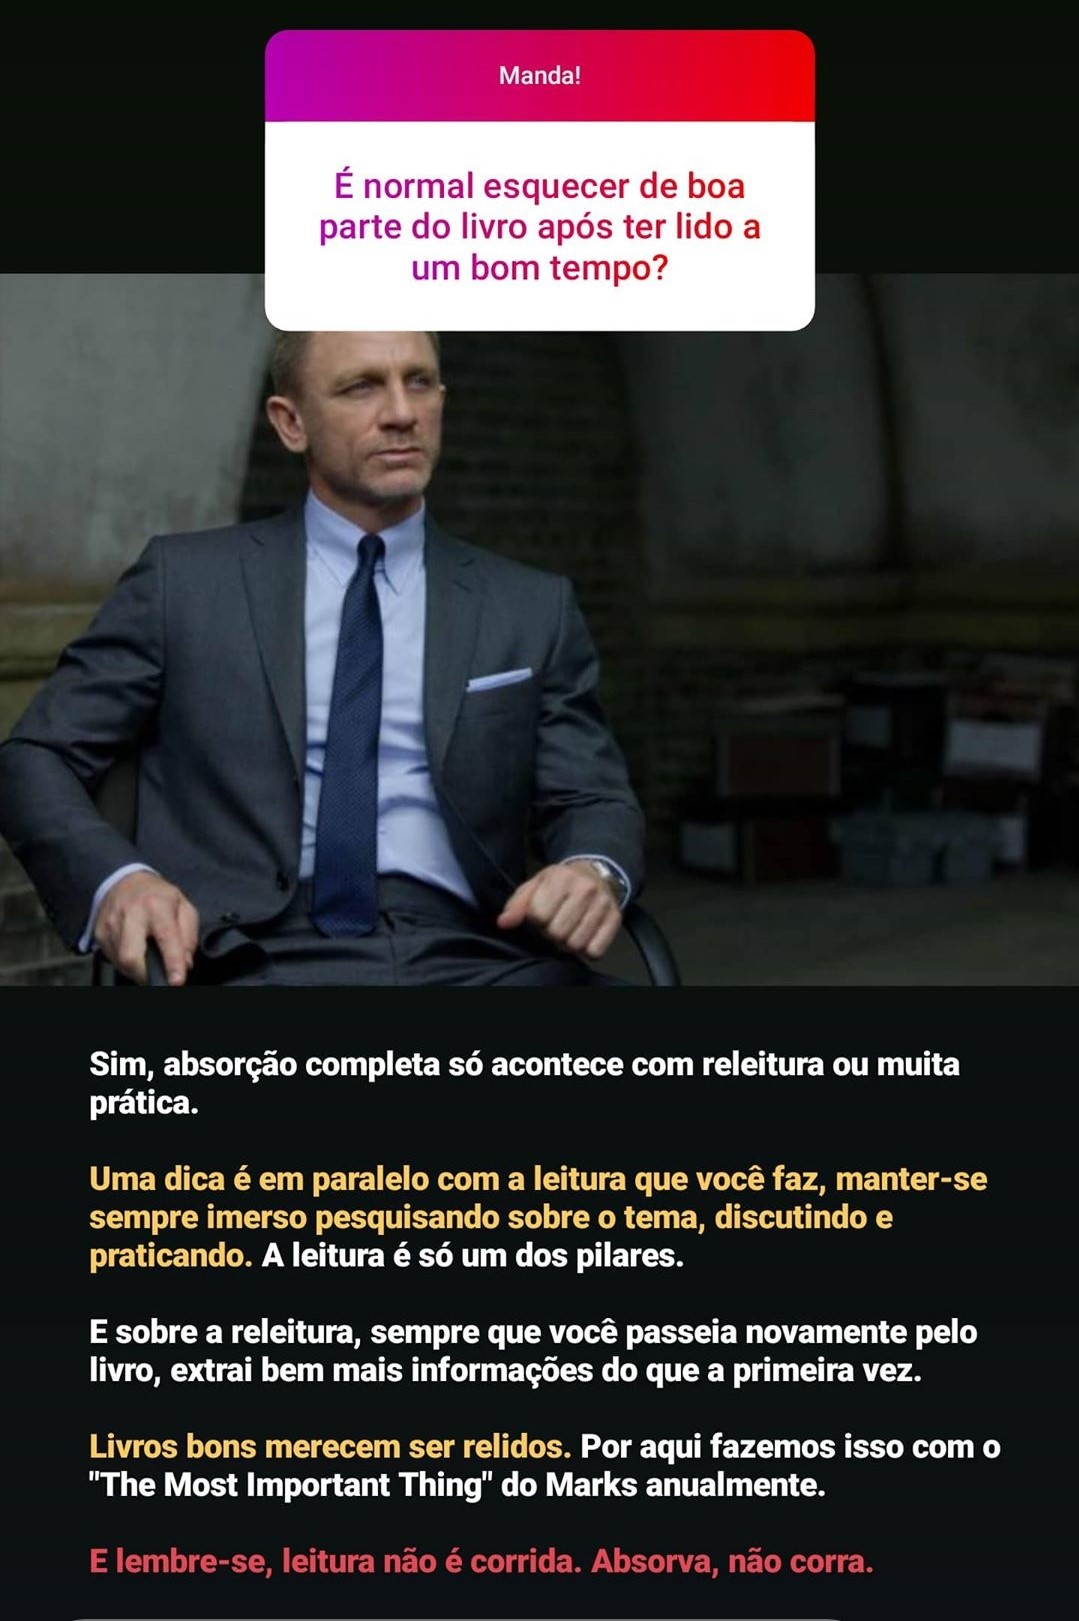 Manda!
É normal esquecer de boa
parte do livro após ter lido a
um bom tempo?
Sim, absorção completa só acontece com releitura ou muita
prática.
Uma dica é em paralelo com a leitura que você faz, manter-se
sempre imerso pesquisando sobre o tema, discutindo e
praticando. A leitura é só um dos pilares.
E sobre a releitura, sempre que você passeia novamente pelo
livro, extrai bem mais informações do que a primeira vez.
Livros bons merecem ser relidos. Por aqui fazemos isso com o
"The Most Important Thing" do Marks anualmente.
E lembre-se, leitura não é corrida. Absorva, não corra.